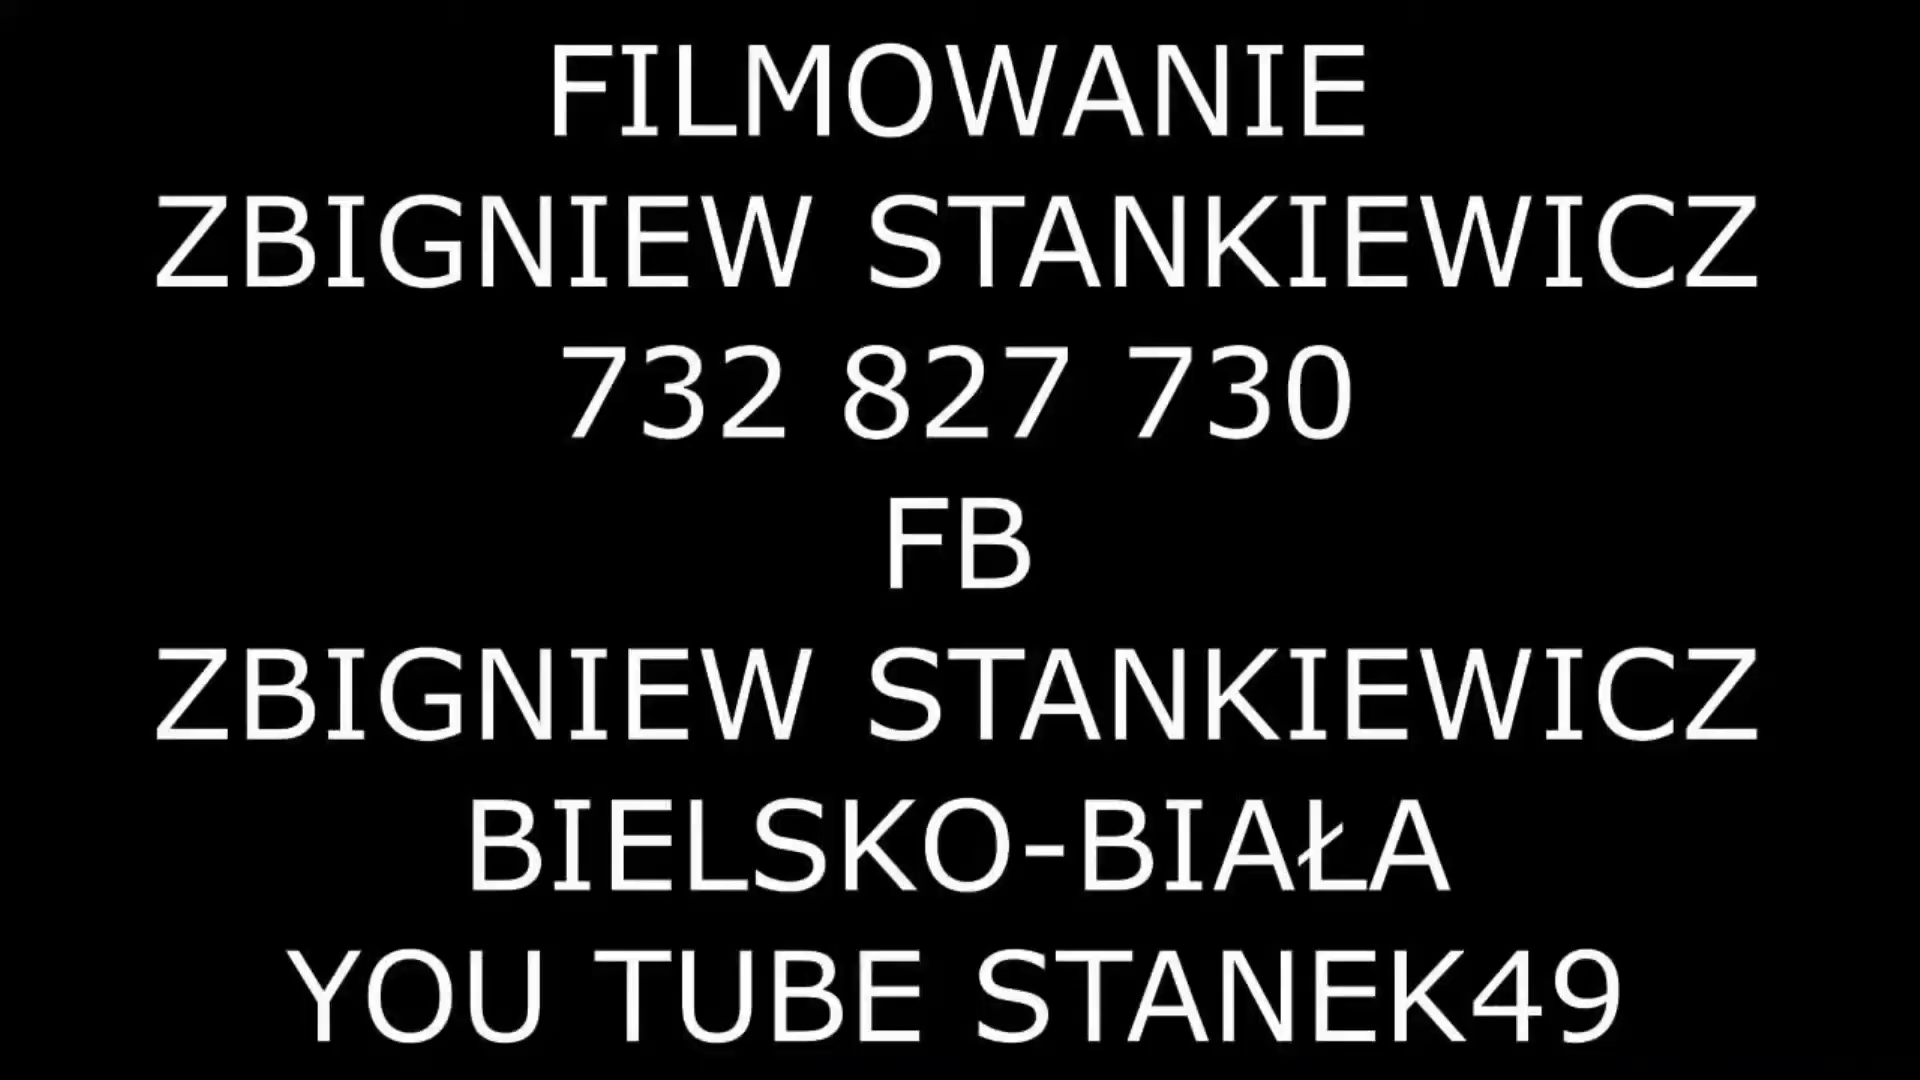 FILMOWANIE
ZBIGNIEW STANKIEWICZ
732 827 730
FB
ZBIGNIEW STANKIEWICZ
BIELSKO-BIAŁA
YOU TUBE STANEK49